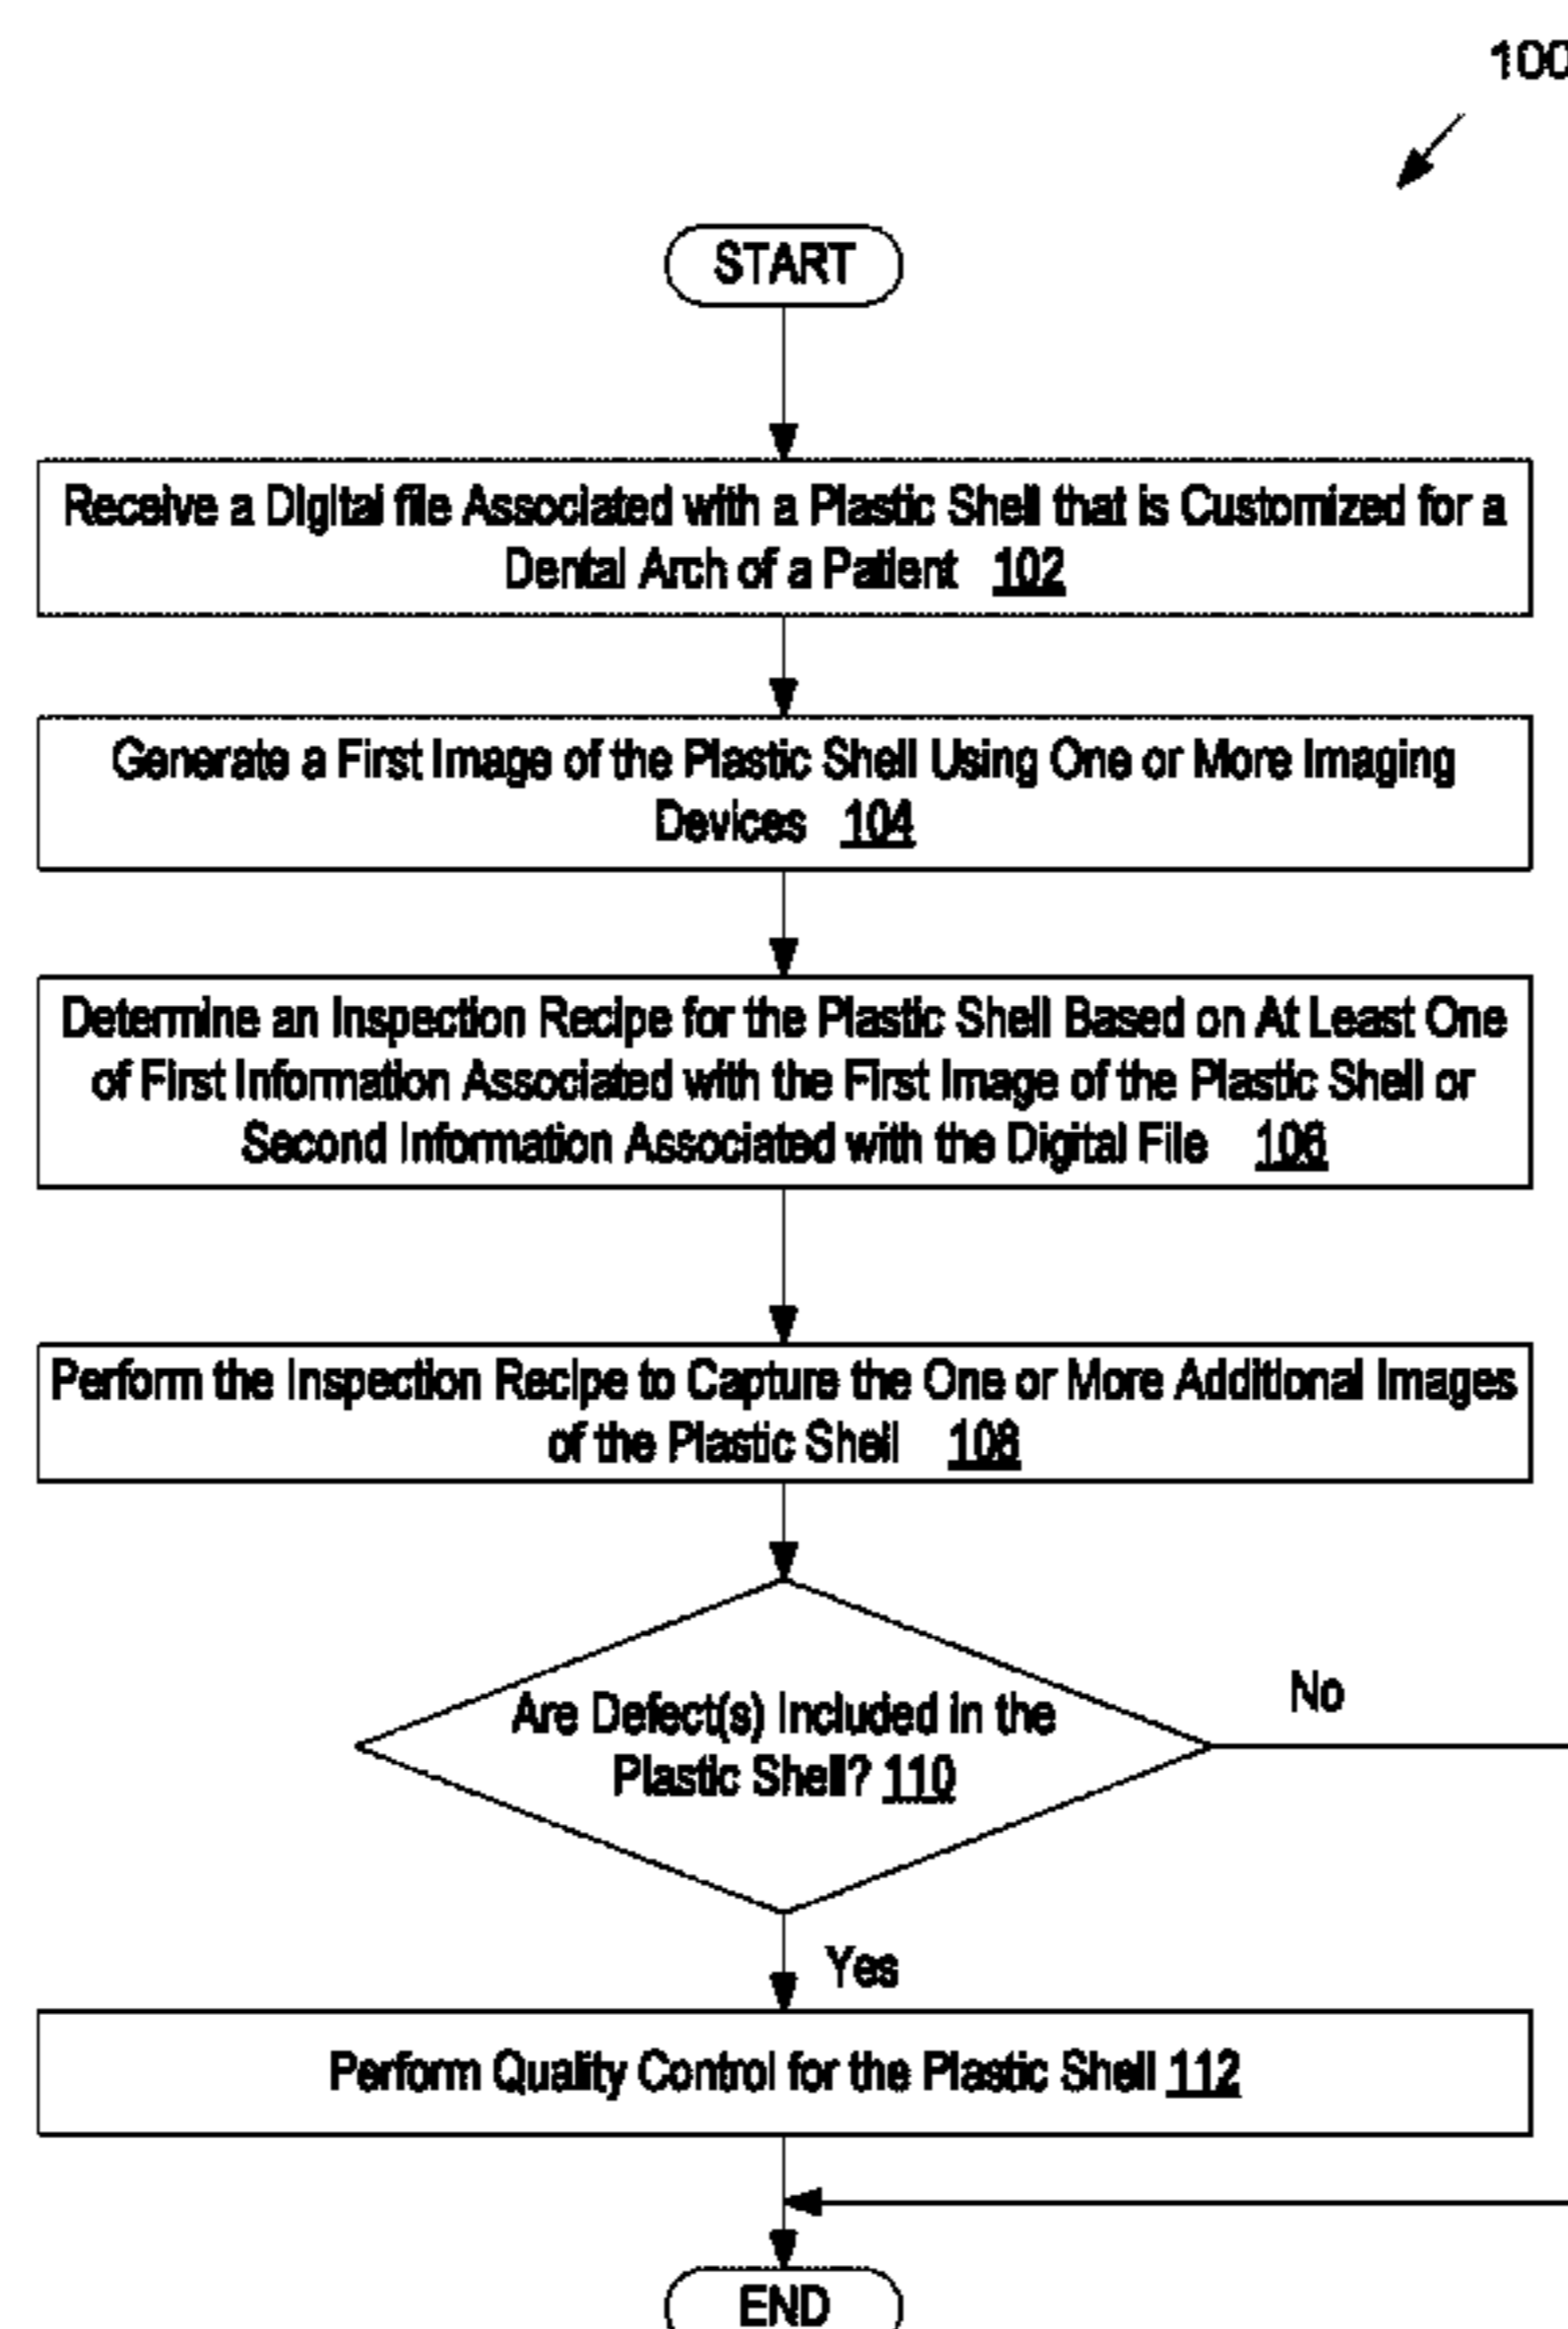 100
START
Receive a Digital file Associated with a Plastic Shell that is Customized for a
Dental Arch of a Patient 102
Generate a First Image of the Plastic Shell Using One or More Imaging
Devices 104
Determine an Inspection Recipe for the Plastic Shell Based on At Least One
of First Information Associated with the First Image of the Plastic Shell or
Second Information Associated with the Digital File 106
Perform the Inspection Recipe to Capture the One or More Additional Images
of the Plastic Shell 108
Are Defect(s) Included in the
Plastic Shell? 110
No
Yes
Perform Quality Control for the Plastic Shell 112
END